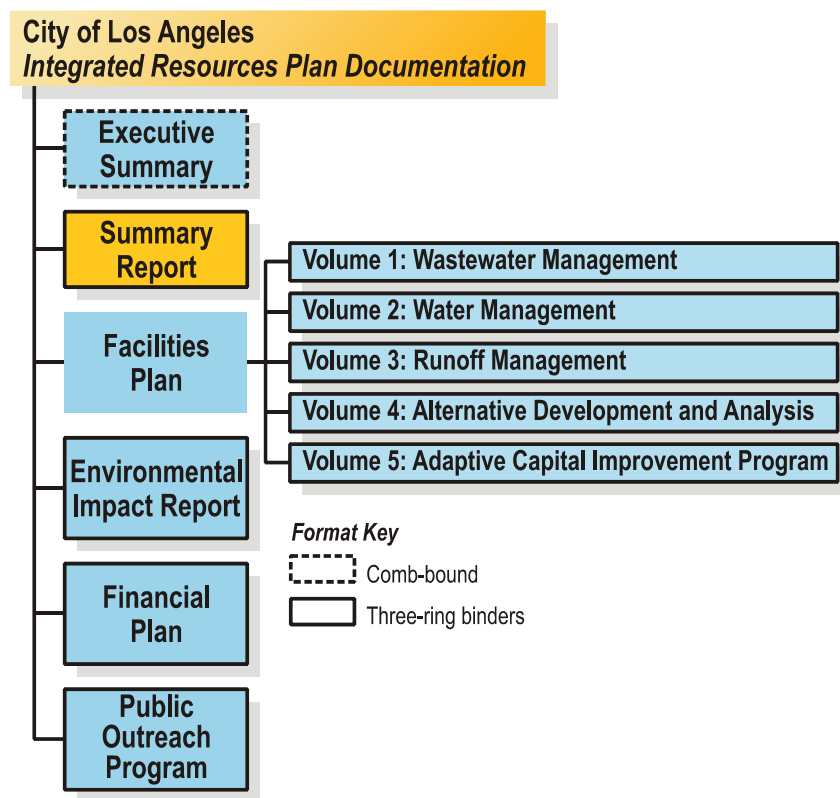 City of Los Angeles
Integrated Resources Plan Documentation
Executive
Summary
Summary
Report
Facilities
Plan
Environmental
Impact Report
Financial
Plan
Public
Outreach
Program
Volume 1: Wastewater Management
Volume 2: Water Management
Volume 3: Runoff Management
Volume 4: Alternative Development and Analysis
Volume 5: Adaptive Capital Improvement Program
Format Key
Comb-bound
Three-ring binders